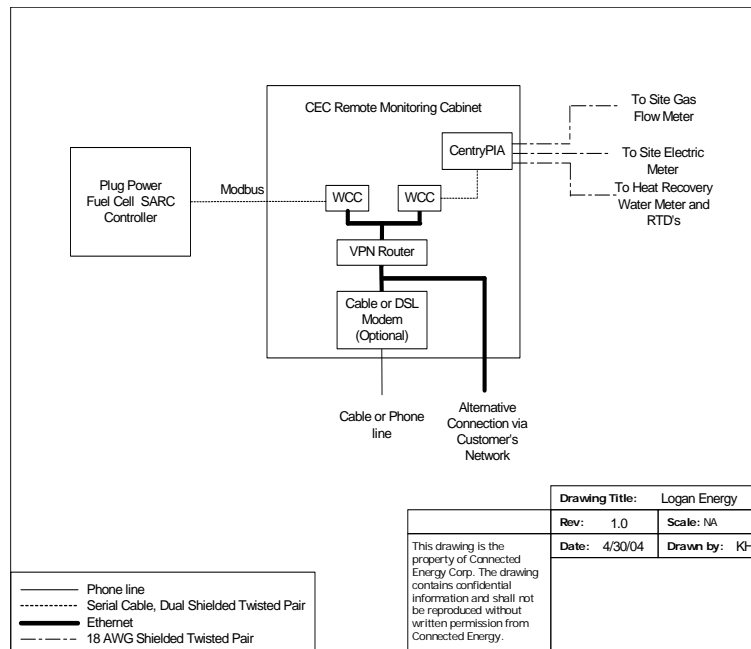 CEC Remote Monitoring Cabinet
To Site Gas
Flow Meter
CentryPIA
To Site Electric
Meter
To Heat Recovery
Water Meter and
RTD's
Plug Power
Fuel Cell SARC
Controller
Modbus
WCC
WCC
VPN Router
Cable or DSL
Modem
(Optional)
Cable or Phone
line
Alternative
Connection via
Customer's
Network
Drawing Title: Logan Energy
Rev: 1.0 Scale: NA
Date: 4/30/04 Drawn by: KH
This drawing is the
property of Connected
Energy Corp. The drawing
contains confidential
information and shall not
be reproduced without
written permission from
Connected Energy.
Phone line
Serial Cable, Dual Shielded Twisted Pair
Ethernet
18 AWG Shielded Twisted Pair